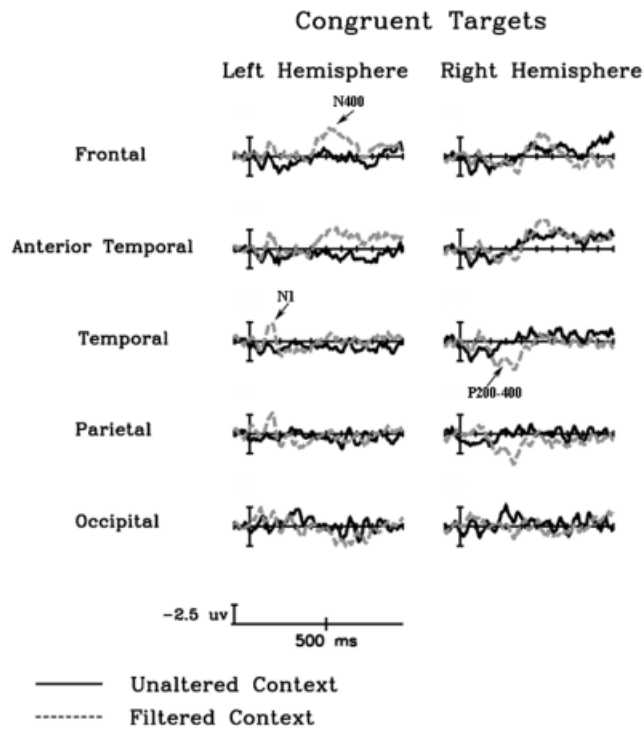 Congruent Targets
Left Hemisphere Right Hemisphere
N400
Frontal
Anterior Temporal
N1
Temporal
P200-400
Parietal
Occipital
-2.5 uv
500 ms
Unaltered Context
Filtered Context